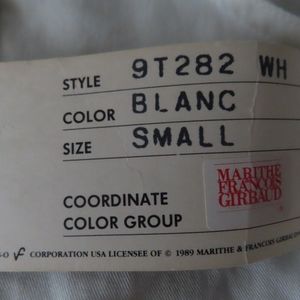 STYLE 9T282 WH
COLOR BLANC
SIZE SMALL
MARITHE
FRANCOIS
GIRBAUD
COORDINATE
COLOR GROUP
CORPORATION USA LICENSEE OF © 1989 MARITHE & FRANCOIS